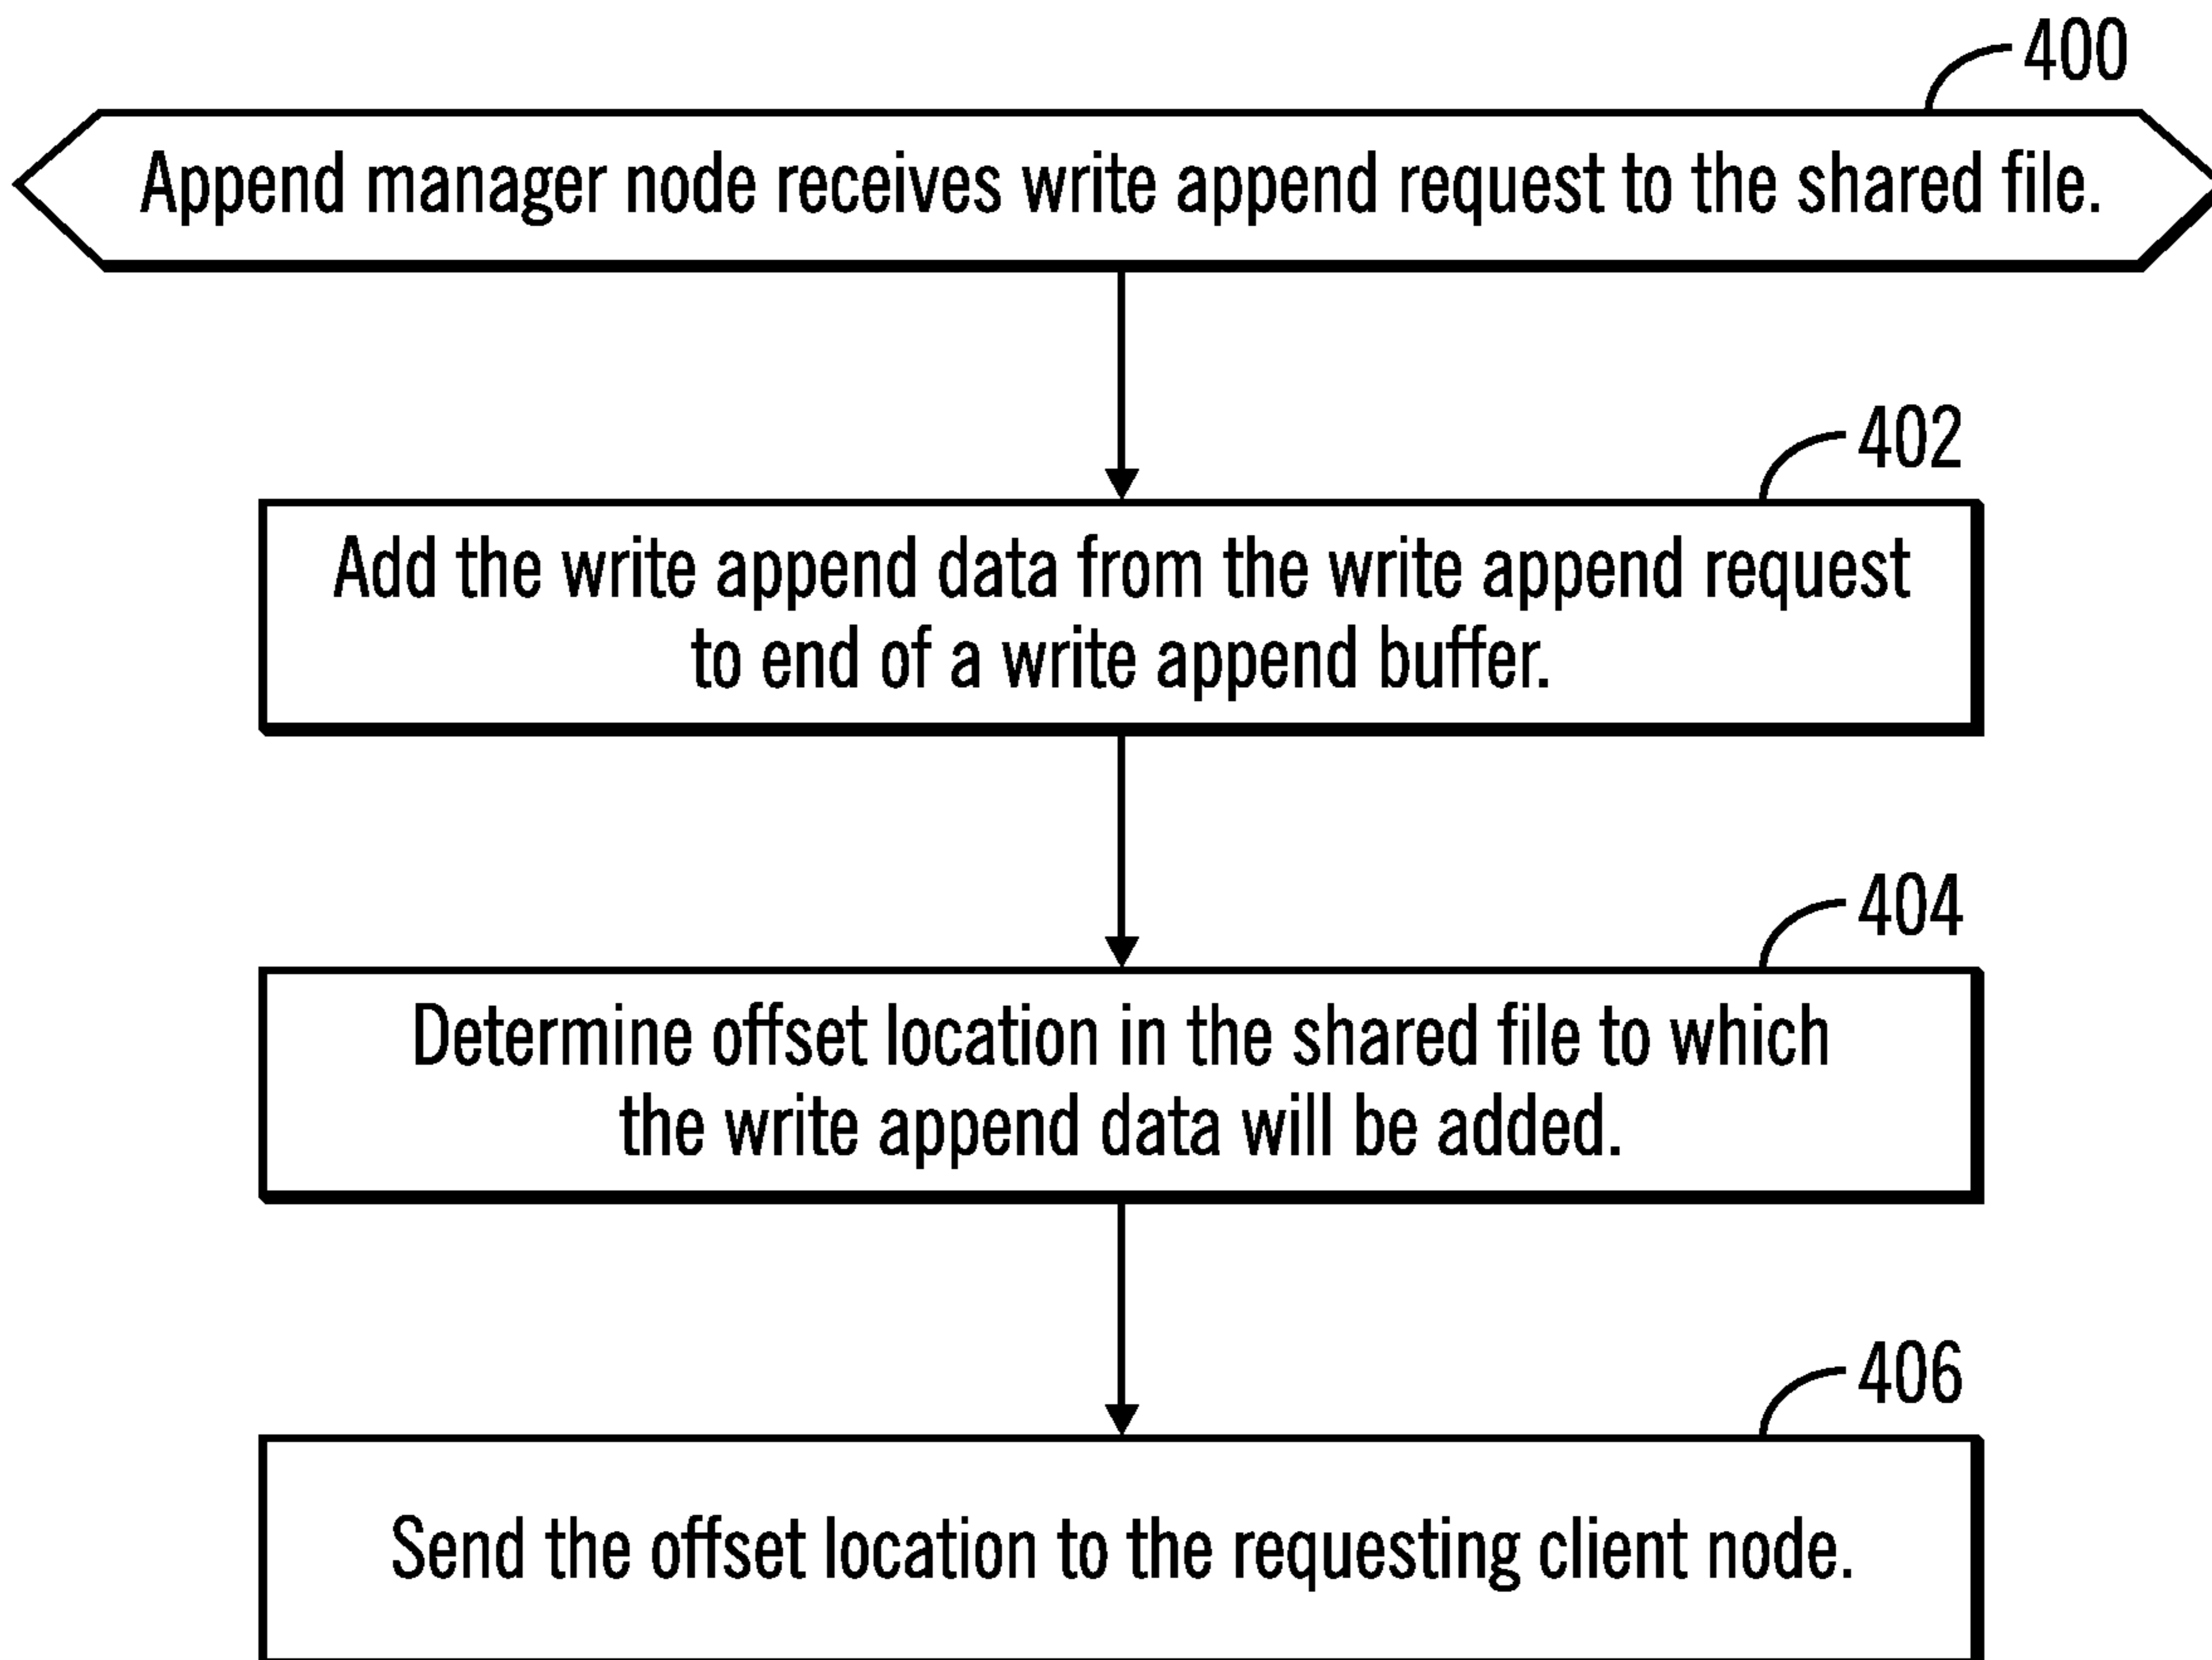 400
Append manager node receives write append request to the shared file.
402
Add the write append data from the write append request
to end of a write append buffer.
404
Determine offset location in the shared file to which
the write append data will be added.
406
Send the offset location to the requesting client node.